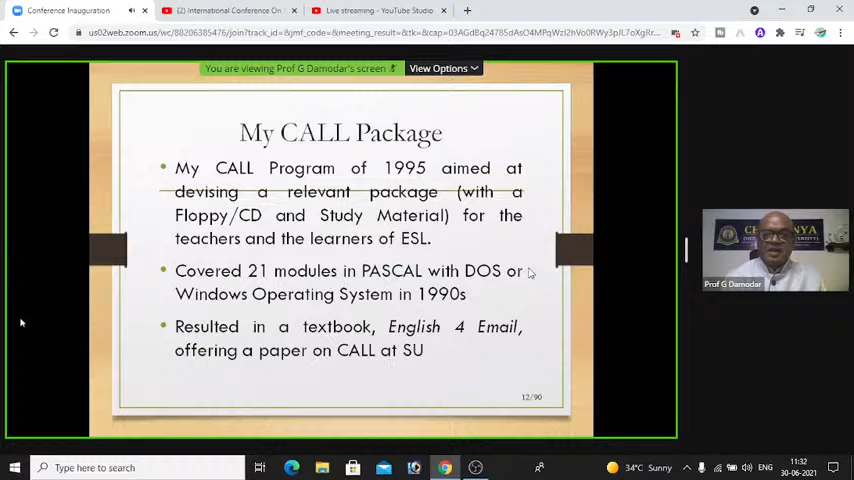 Conference Inauguration
(2) International Conference On
Live streaming - YouTube Studio
You are viewing Prof G Damodar's screen
View Options
My CALL Package
• My CALL Program of 1995 aimed at
devising a relevant package (with a
Floppy/CD and Study Material) for the
teachers and the learners of ESL.
• Covered 21 modules in PASCAL with DOS or
Windows Operating System in 1990s
• Resulted in a textbook, English 4 Email,
offering a paper on CALL at SU
12/90
Prof G Damodar
Type here to search
34°C Sunny
ENG
11:32
30-06-2021